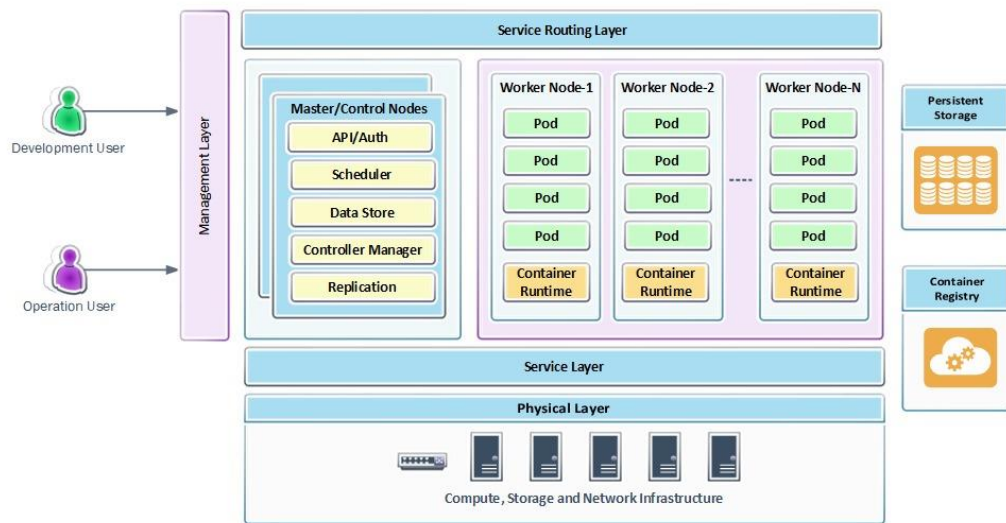 Service Routing Layer
Development User
Operation User
Management Layer
Master/Control Nodes
API/Auth
Scheduler
Data Store
Controller Manager
Replication
Worker Node-1
Pod
Pod
Pod
Pod
Container
Runtime
Worker Node-2
Pod
Pod
Pod
Pod
Container
Runtime
Worker Node-N
Pod
Pod
Pod
Pod
Container
Runtime
Persistent
Storage
Container
Registry
Service Layer
Physical Layer
Compute, Storage and Network Infrastructure